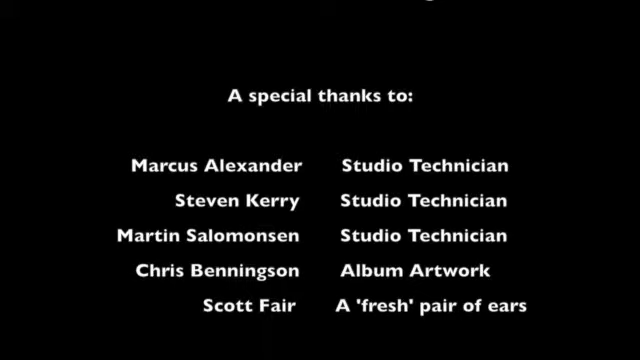 A special thanks to:
Marcus Alexander Studio Technician
Steven Kerry Studio Technician
Martin Salomonsen Studio Technician
Chris Benningson Album Artwork
Scott Fair A 'fresh' pair of ears